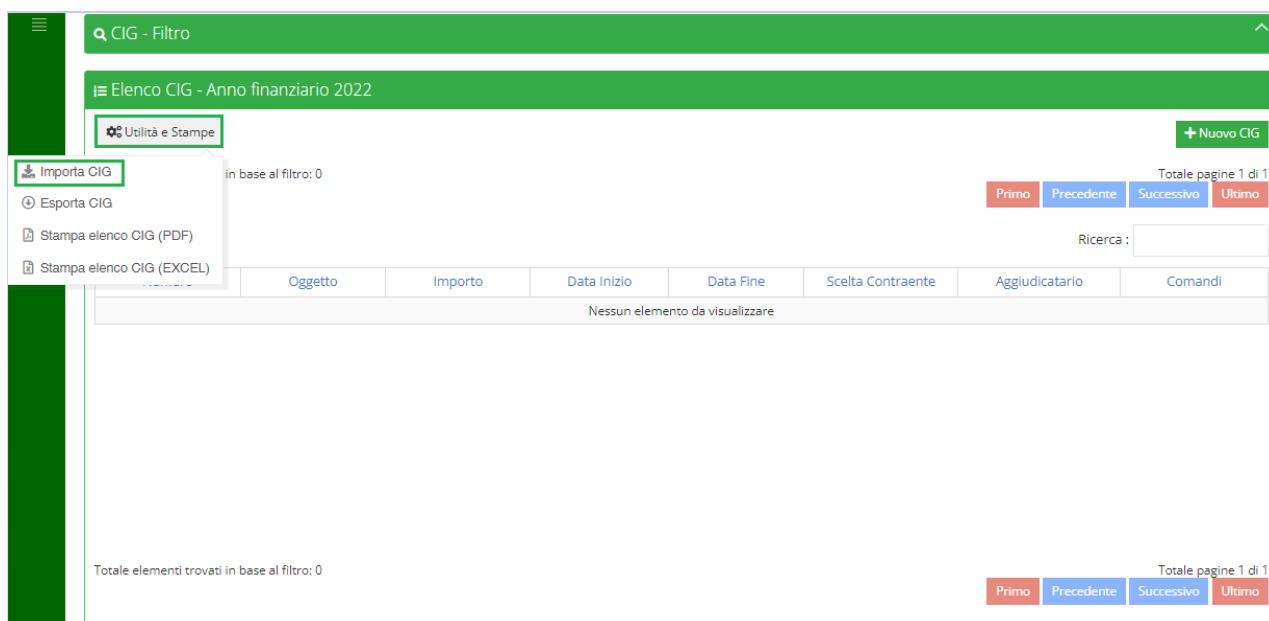 CIG - Filtro
Elenco CIG - Anno finanziario 2022
Utilità e Stampe
+ Nuovo CIG
Importa CIG
in base al filtro: 0
Totale pagine 1 di 1
Esporta CIG
Primo Precedente Successivo Ultimo
Stampa elenco CIG (PDF)
Ricerca :
Stampa elenco CIG (EXCEL)
Oggetto Importo Data Inizio Data Fine Scelta Contraente Aggiudicatario Comandi
Nessun elemento da visualizzare
Totale elementi trovati in base al filtro: 0
Totale pagine 1 di 1
Primo Precedente Successivo Ultimo